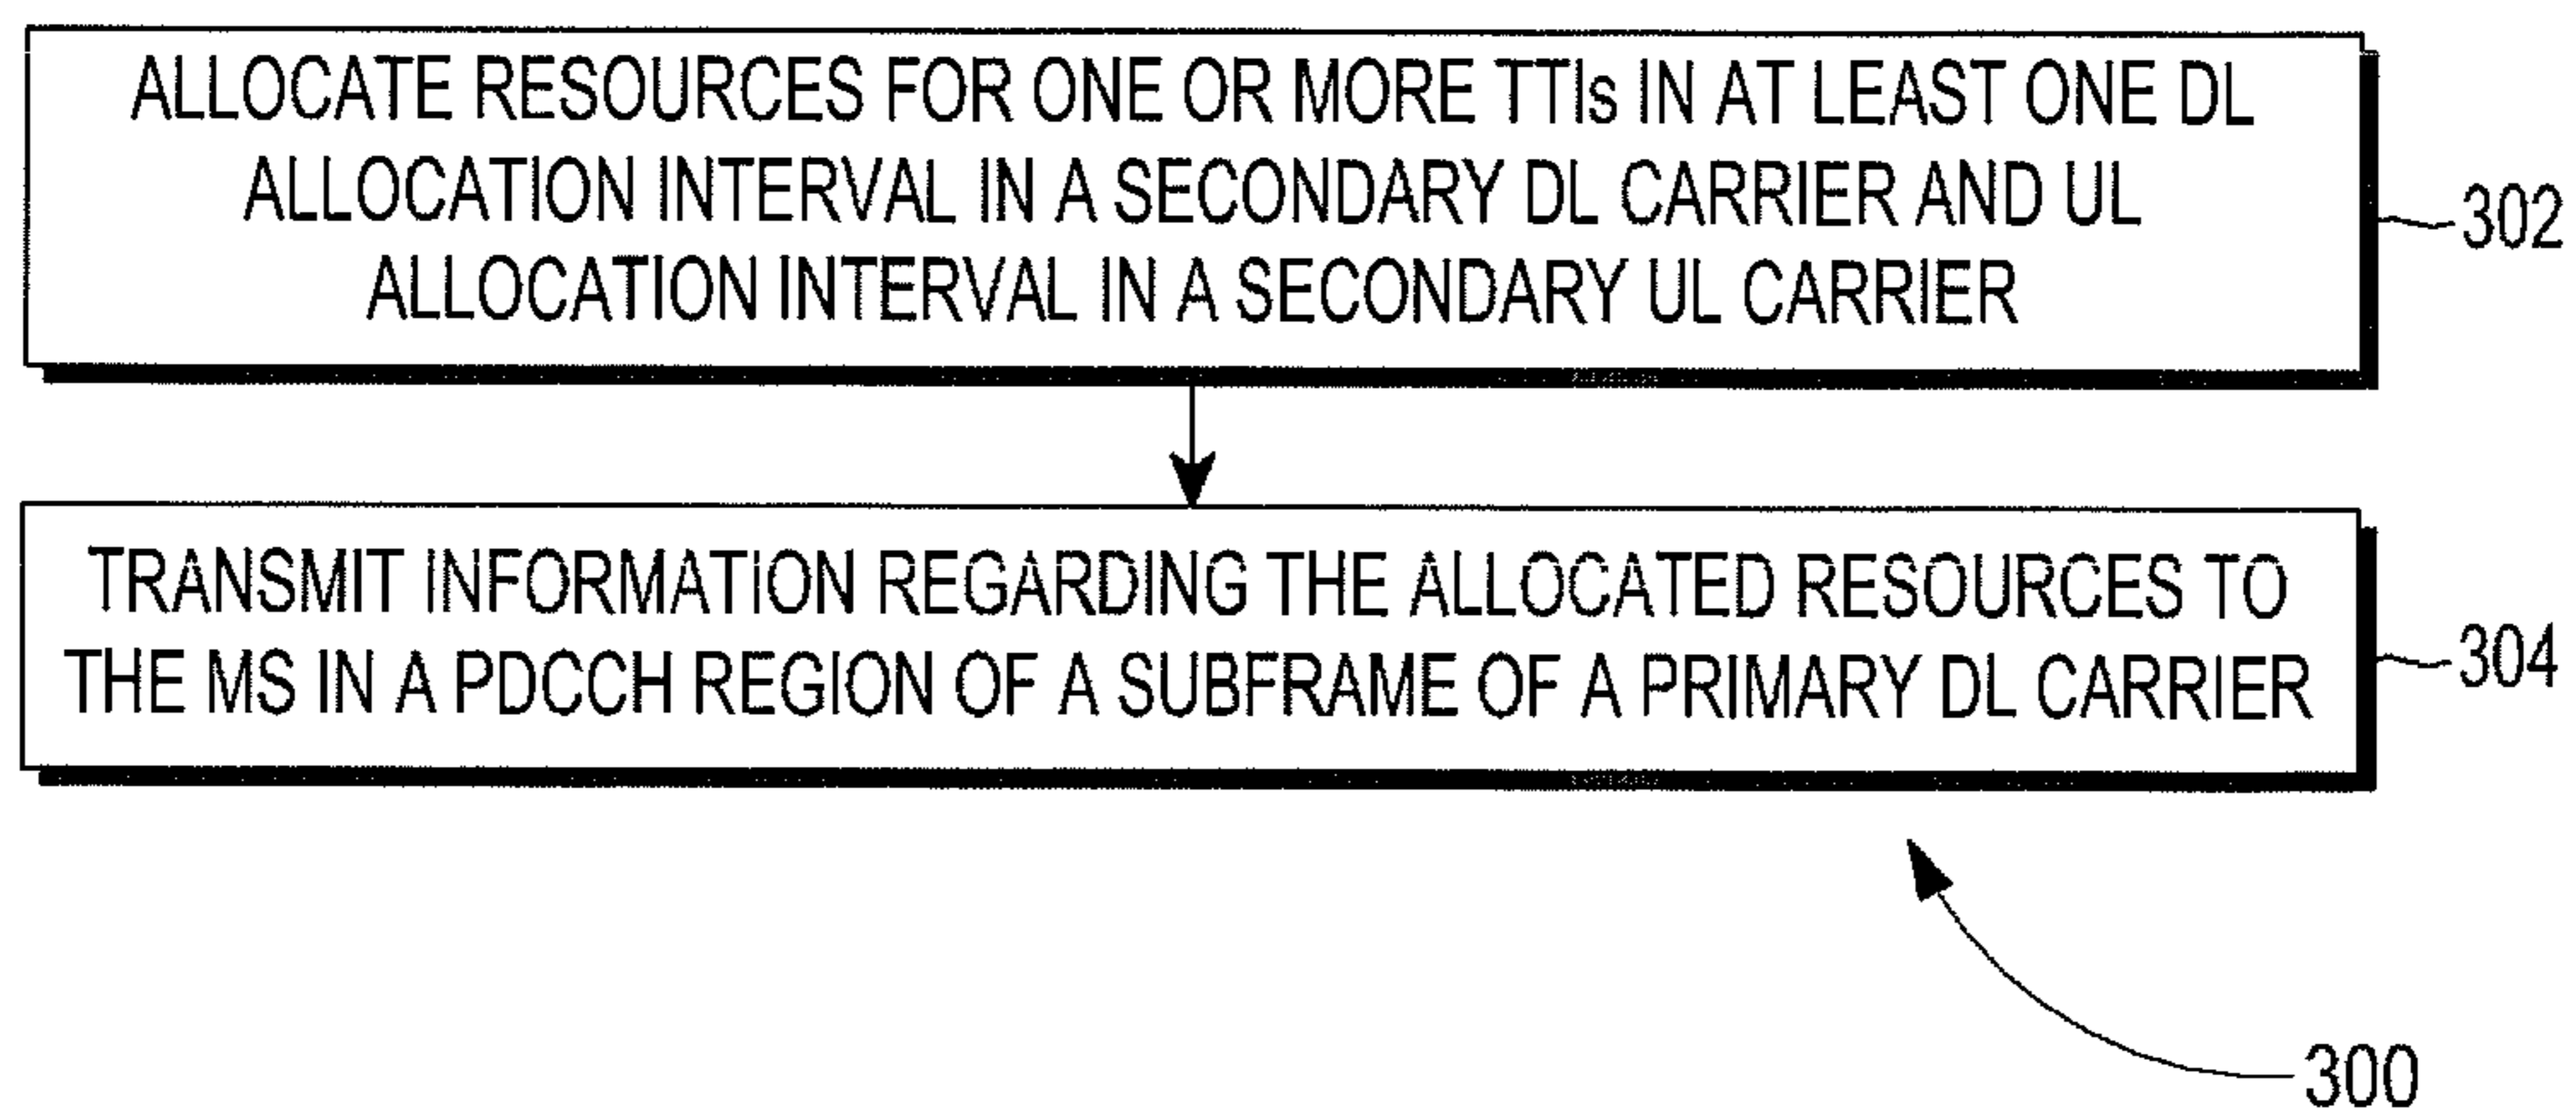 ALLOCATE RESOURCES FOR ONE OR MORE TTIs IN AT LEAST ONE DL
ALLOCATION INTERVAL IN A SECONDARY DL CARRIER AND UL
ALLOCATION INTERVAL IN A SECONDARY UL CARRIER
302
TRANSMIT INFORMATION REGARDING THE ALLOCATED RESOURCES TO
THE MS IN A PDCCH REGION OF A SUBFRAME OF A PRIMARY DL CARRIER
304
300